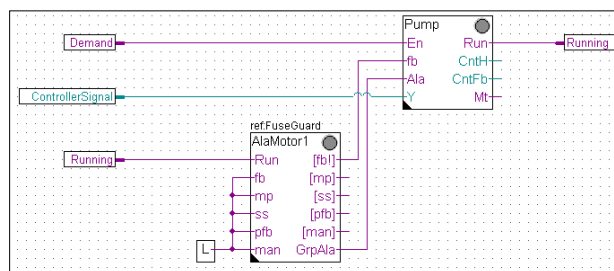 Pump
Demand
En
Run
Running
fb
CntH
Ala
CntFb
ControllerSignal
Y
Mt
ref.FuseGuard
AlaMotor1
Running
Run
[fb!]
fb
[mp]
mp
[ss]
ss
[pfb]
pfb
[man]
L
man
GrpAla